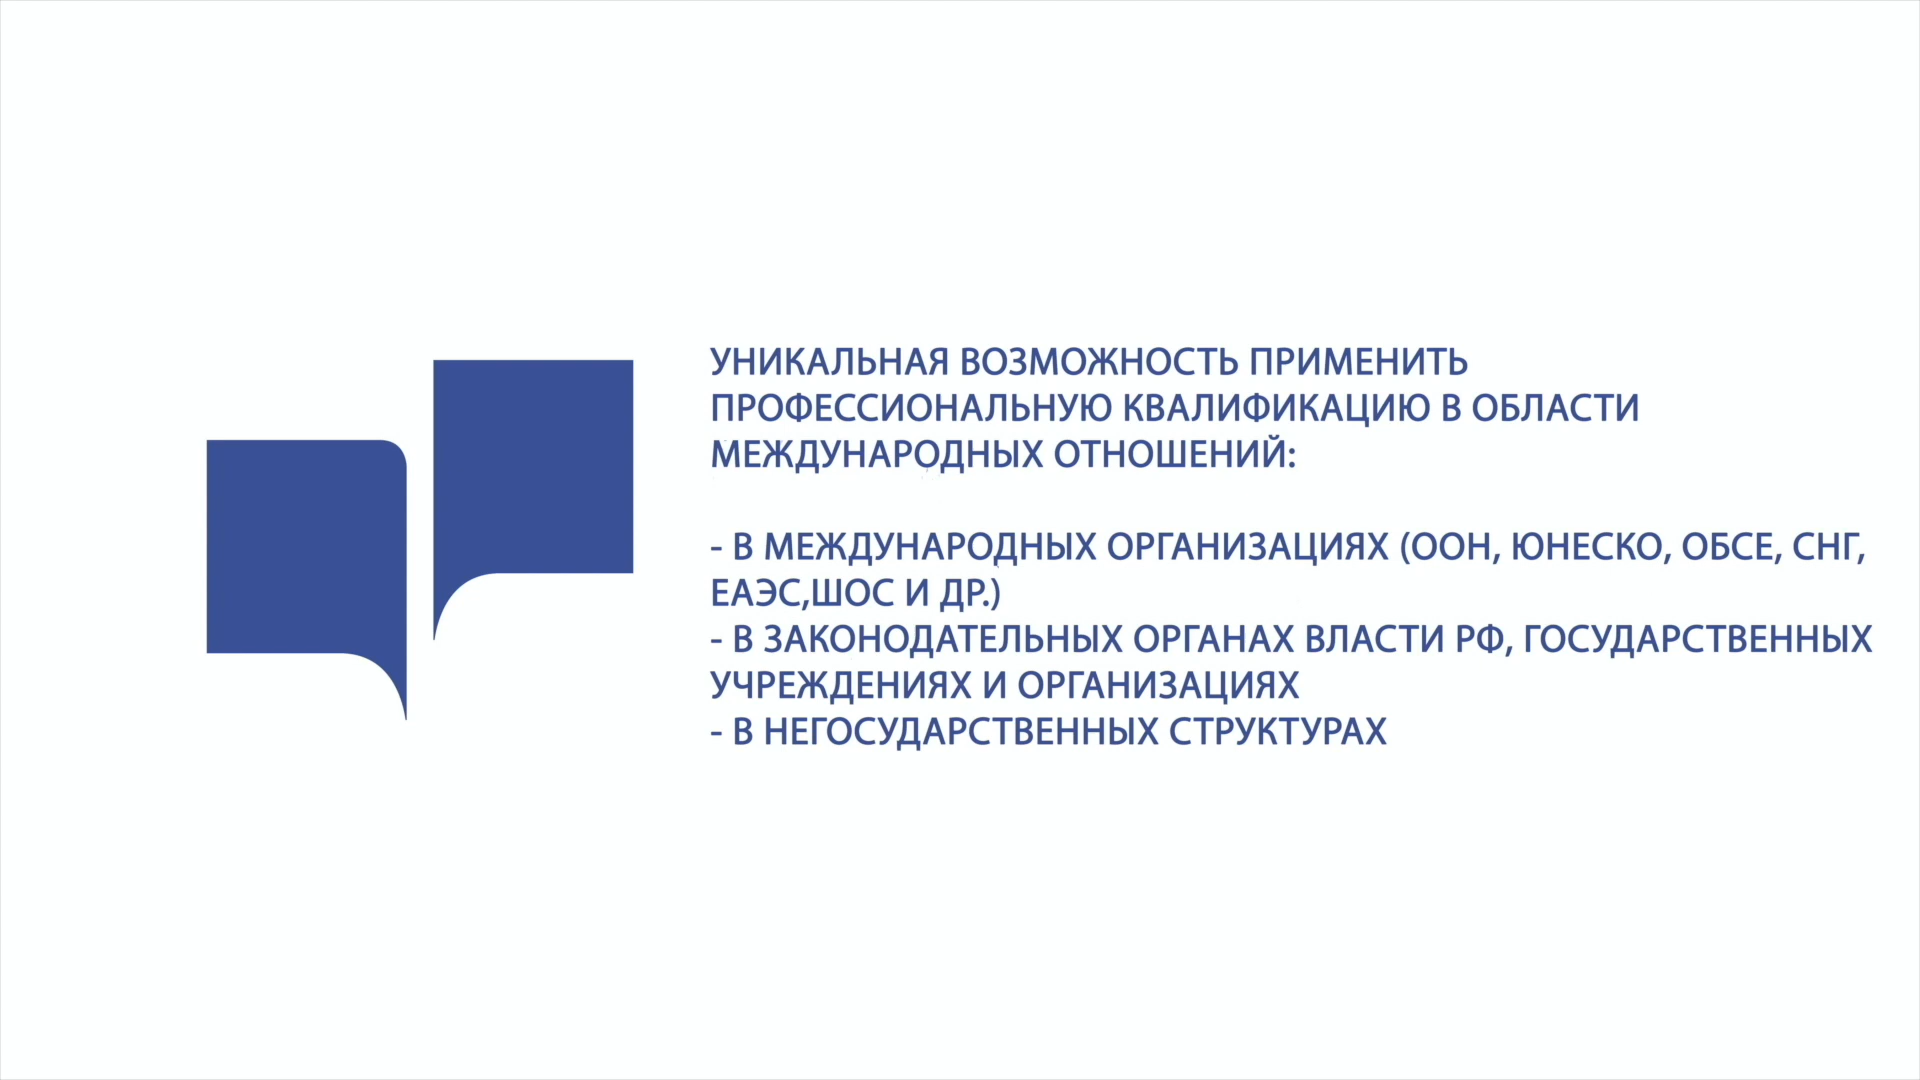 УНИКАЛЬНАЯ ВОЗМОЖНОСТЬ ПРИМЕНИТЬ
ПРОФЕССИОНАЛЬНУЮ КВАЛИФИКАЦИЮ В ОБЛАСТИ
МЕЖДУНАРОДНЫХ ОТНОШЕНИЙ:
- В МЕЖДУНАРОДНЫХ ОРГАНИЗАЦИЯХ (ООН, ЮНЕСКО, ОБСЕ, СНГ,
ЕАЭС,ШОС И ДР.)
- В ЗАКОНОДАТЕЛЬНЫХ ОРГАНАХ ВЛАСТИ РФ, ГОСУДАРСТВЕННЫХ
УЧРЕЖДЕНИЯХ И ОРГАНИЗАЦИЯХ
- В НЕГОСУДАРСТВЕННЫХ СТРУКТУРАХ